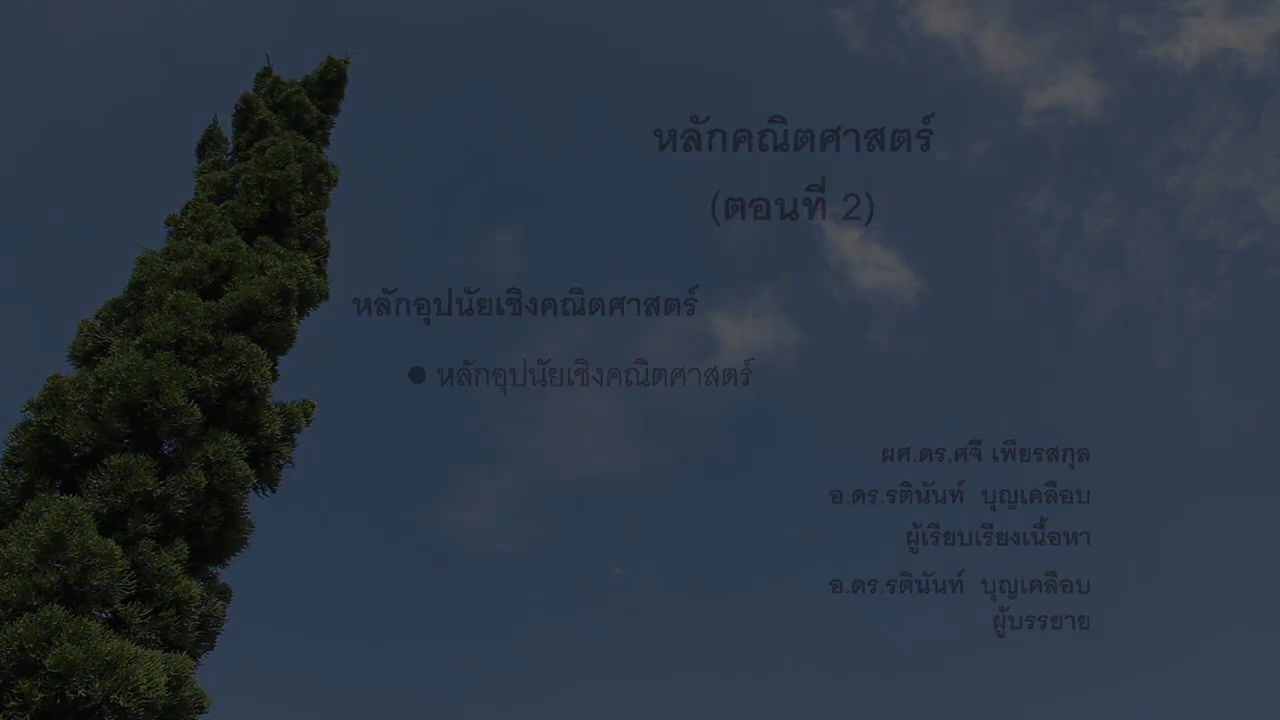 หลักคณิตศาสตร์
(ตอนที่ 2)
หลักอุปนัยเชิงคณิตศาสตร์
● หลักอุปนัยเชิงคณิตศาสตร์
ผศ.ดร.ศจี เพียรสกุล
อ.ดร.รตินันท์ บุญเคลือบ
ผู้เรียบเรียงเนื้อหา
อ.ดร.รตินันท์ บุญเคลือบ
ผู้บรรยาย